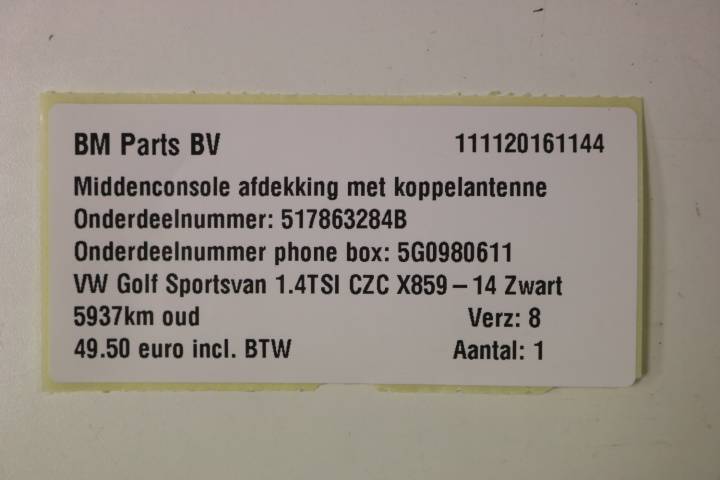 BM Parts BV 111120161144
Middenconsole afdekking met koppelantenne
Onderdeelnummer: 517863284B
Onderdeelnummer phone box: 5G0980611
VW Golf Sportsvan 1.4TSI CZC X859 – 14 Zwart
5937km oud Verz: 8
49.50 euro incl. BTW Aantal: 1